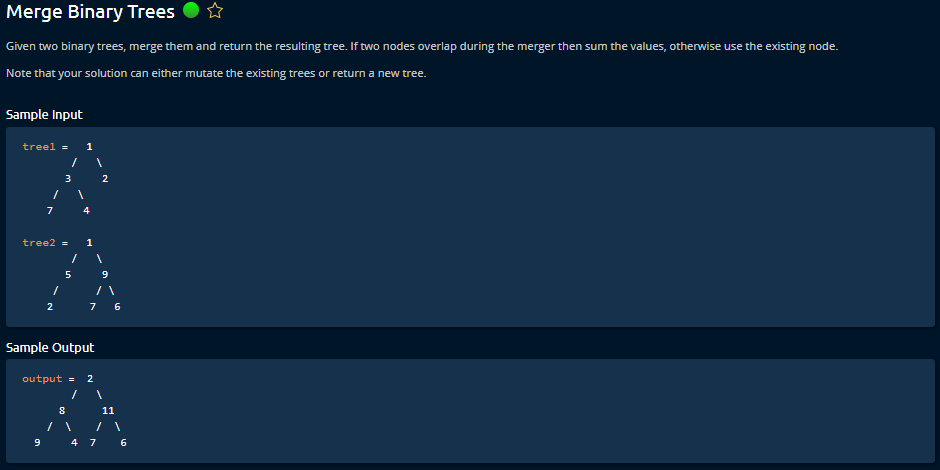 Merge Binary Trees
Given two binary trees, merge them and return the resulting tree. If two nodes overlap during the merger then sum the values, otherwise use the existing node.
Note that your solution can either mutate the existing trees or return a new tree.
Sample Input
tree1 = 1
/ \
3 2
/ \
7 4
tree2 = 1
/ \
5 9
/ / \
2 7 6
Sample Output
output = 2
/ \
8 11
/ \ / \
9 4 7 6